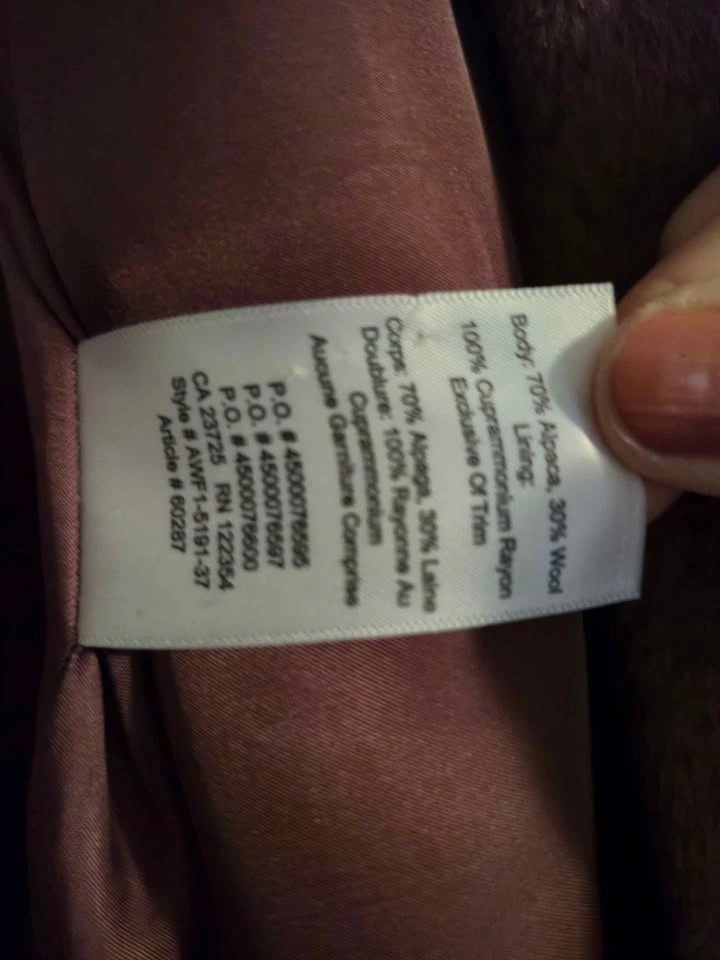 Body: 70% Alpaca, 30% Wool
Lining:
100% Cuprammonium Rayon
Exclusive Of Trim
Corps: 70% Alpaga, 30% Laine
Doublure: 100% Rayonne Au
Cuprammonium
Aucune Garniture Comprise
P.O. # 4500076595
P.O. # 4500076597
P.O. # 4500076600
CA 23725 RN 122354
Style # AWF1-5191-37
Article # 60287